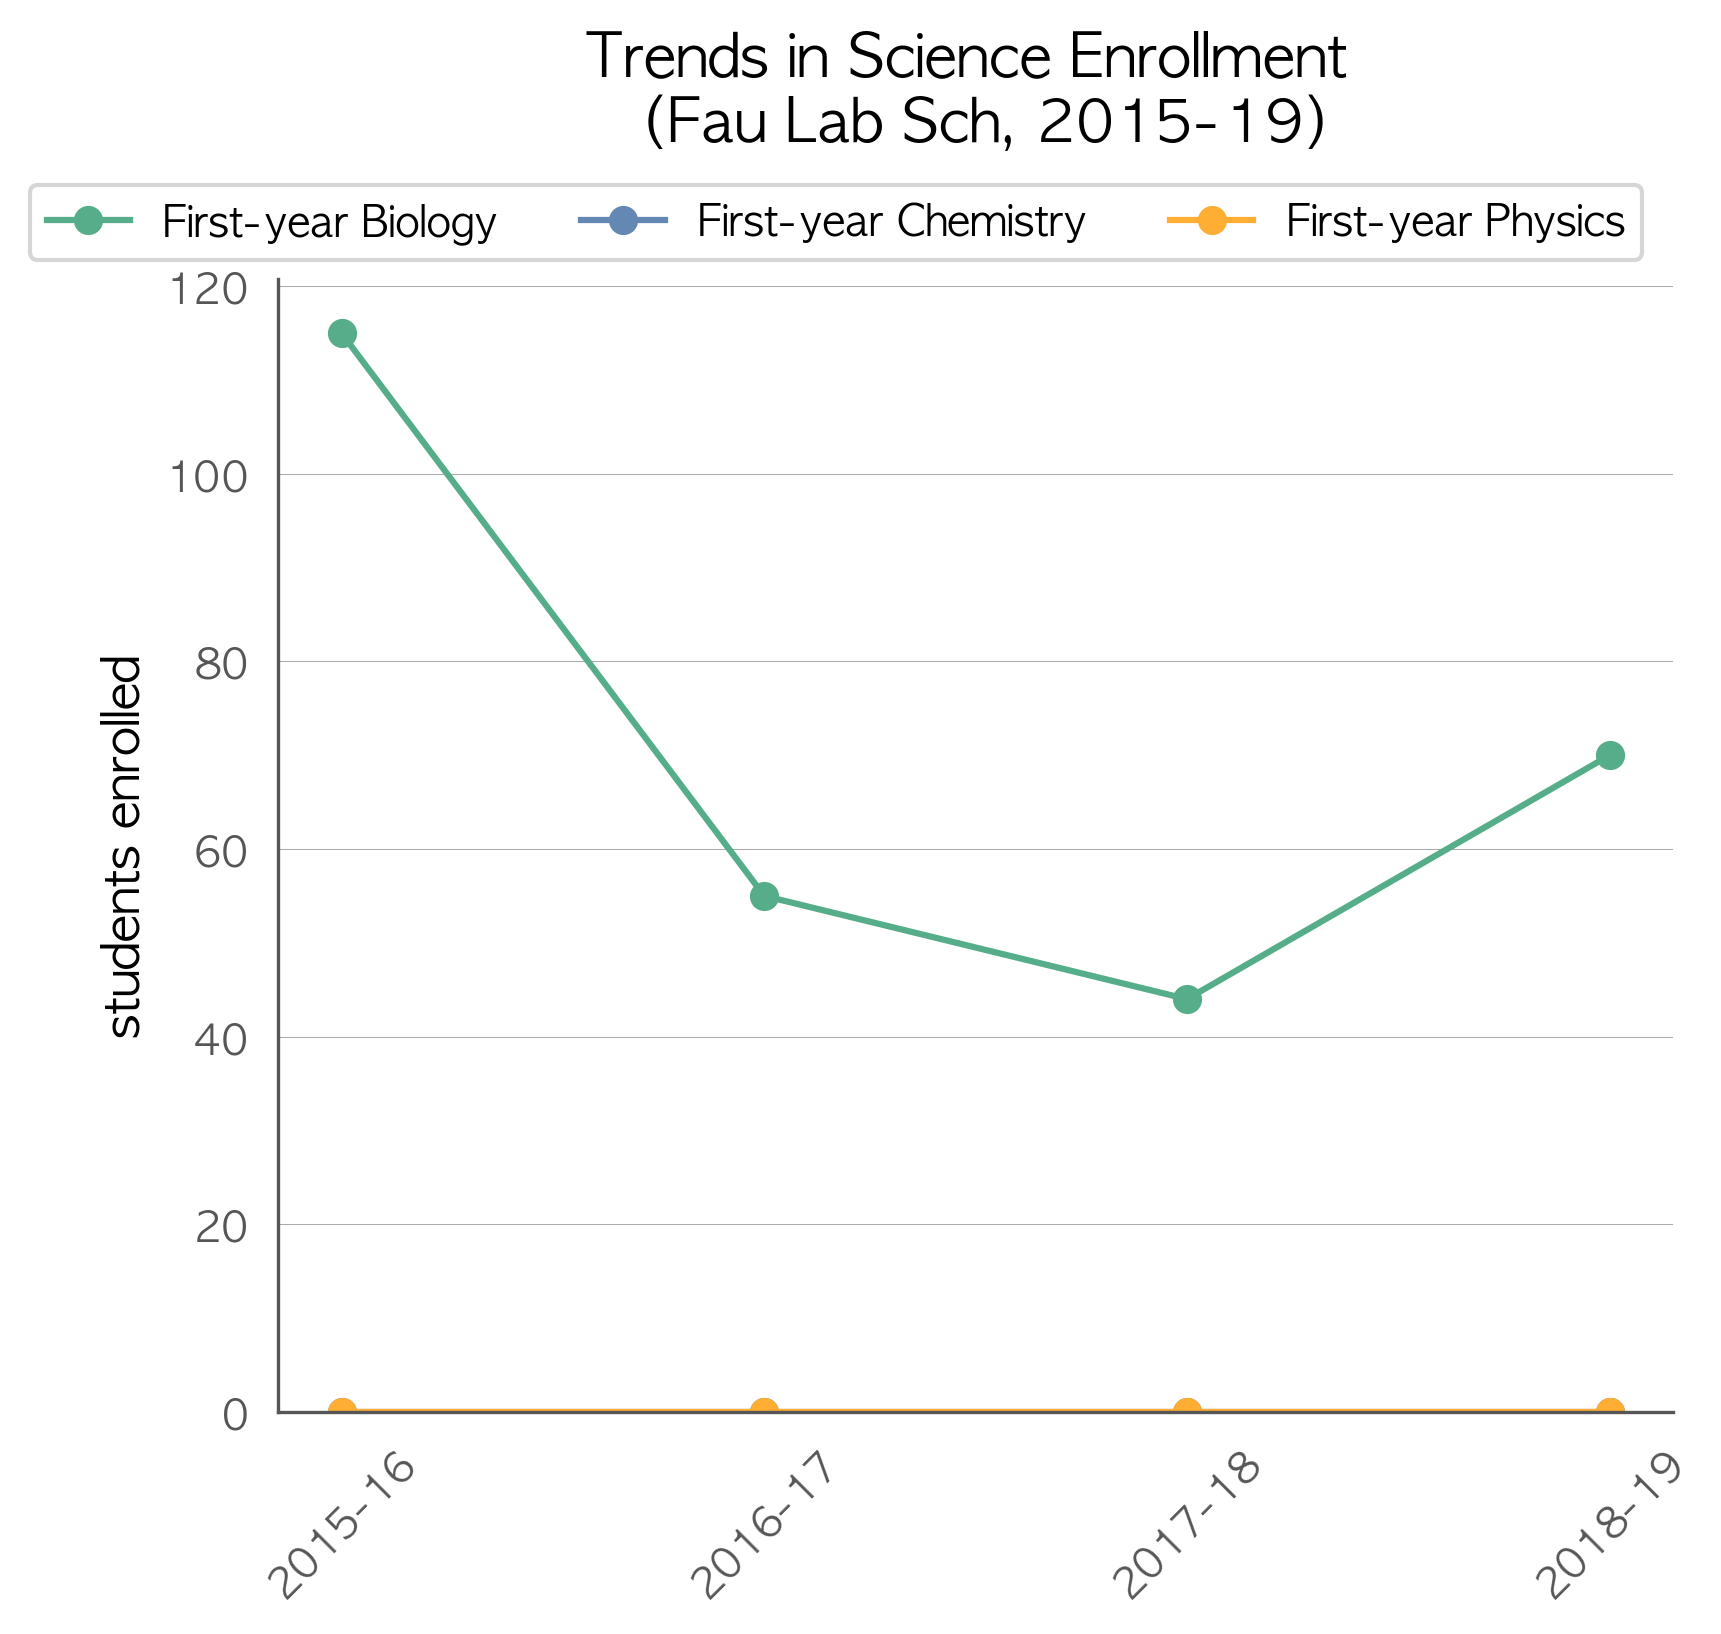 Trends in Science Enrollment
(Fau Lab Sch, 2015-19)
First-year Biology
First-year Chemistry
First-year Physics
120
100
80
60
40
20
0
students enrolled
2015-16
2016-17
2017-18
2018-19